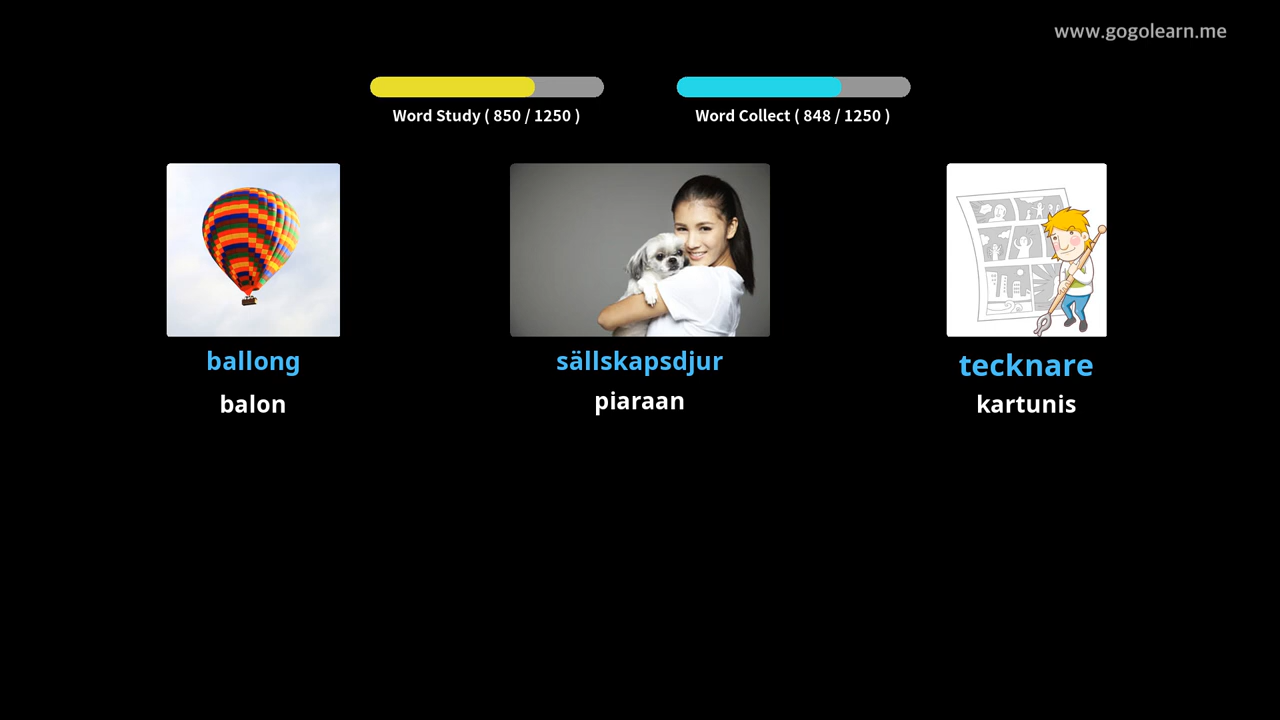 www.gogolearn.me
Word Study ( 850 / 1250 )
Word Collect ( 848 / 1250 )
ballong
sällskapsdjur
tecknare
balon
piaraan
kartunis